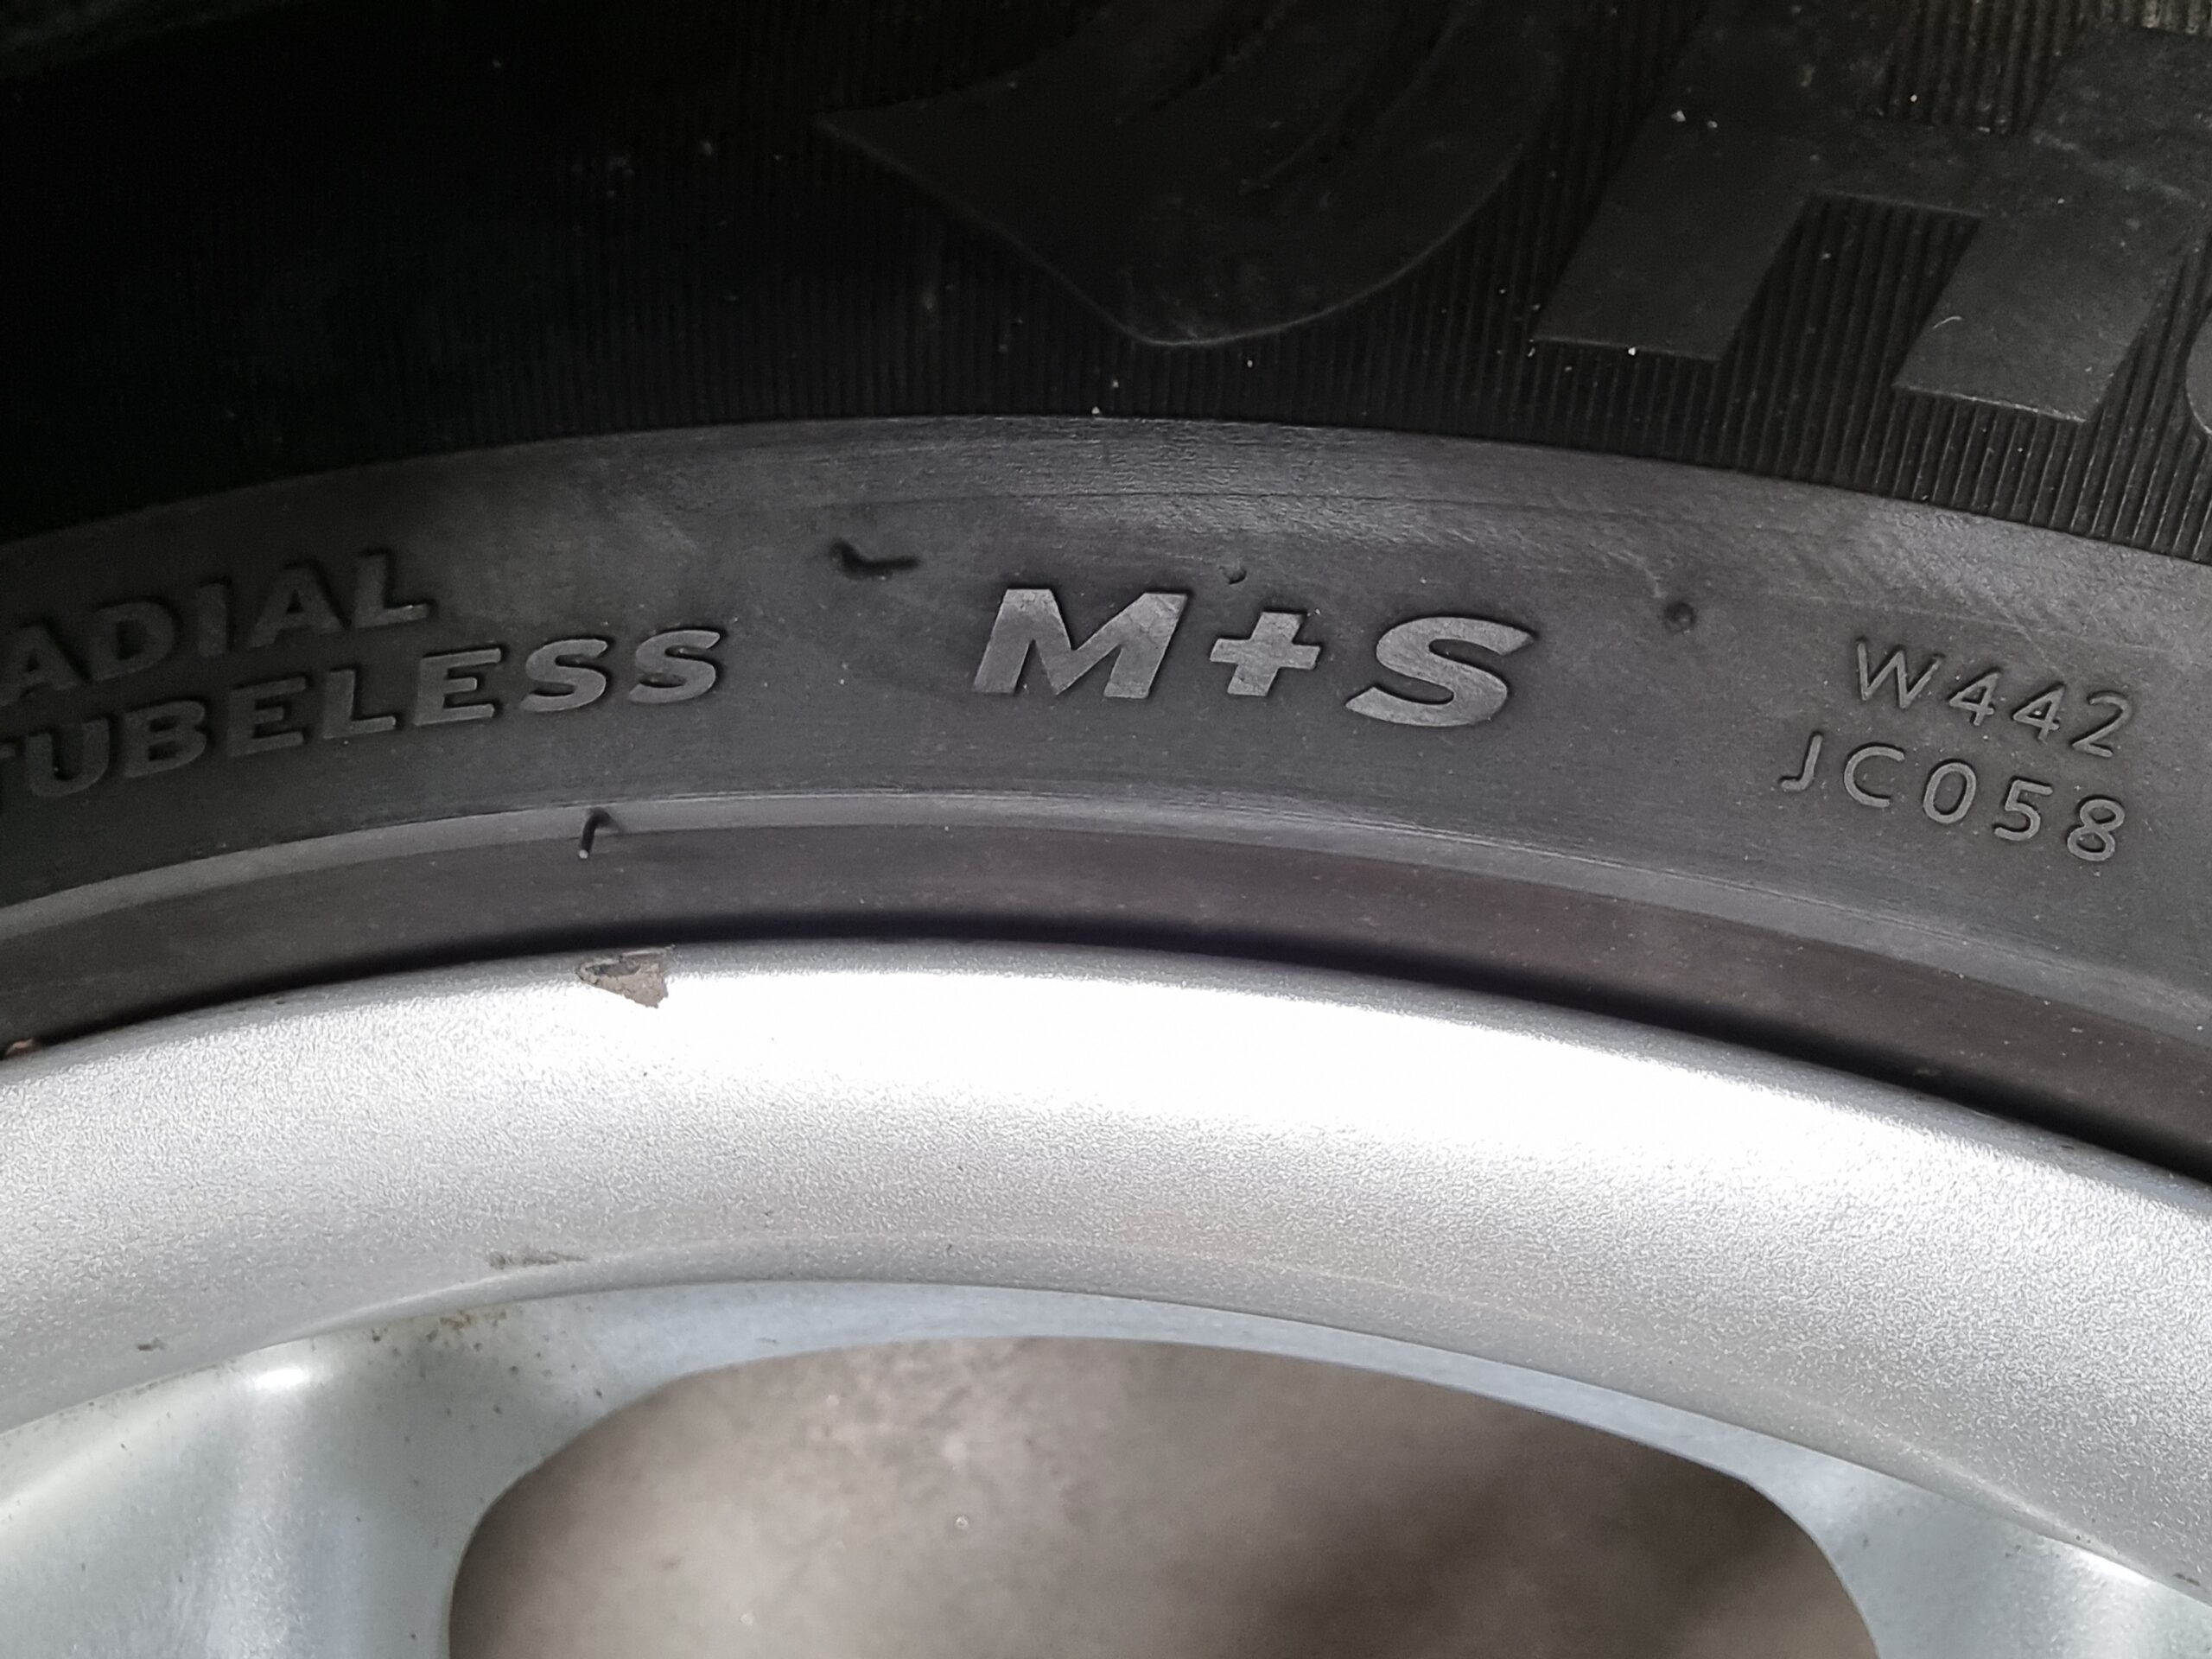 ADIAL
TUBELESS
M+S
W442
JC058